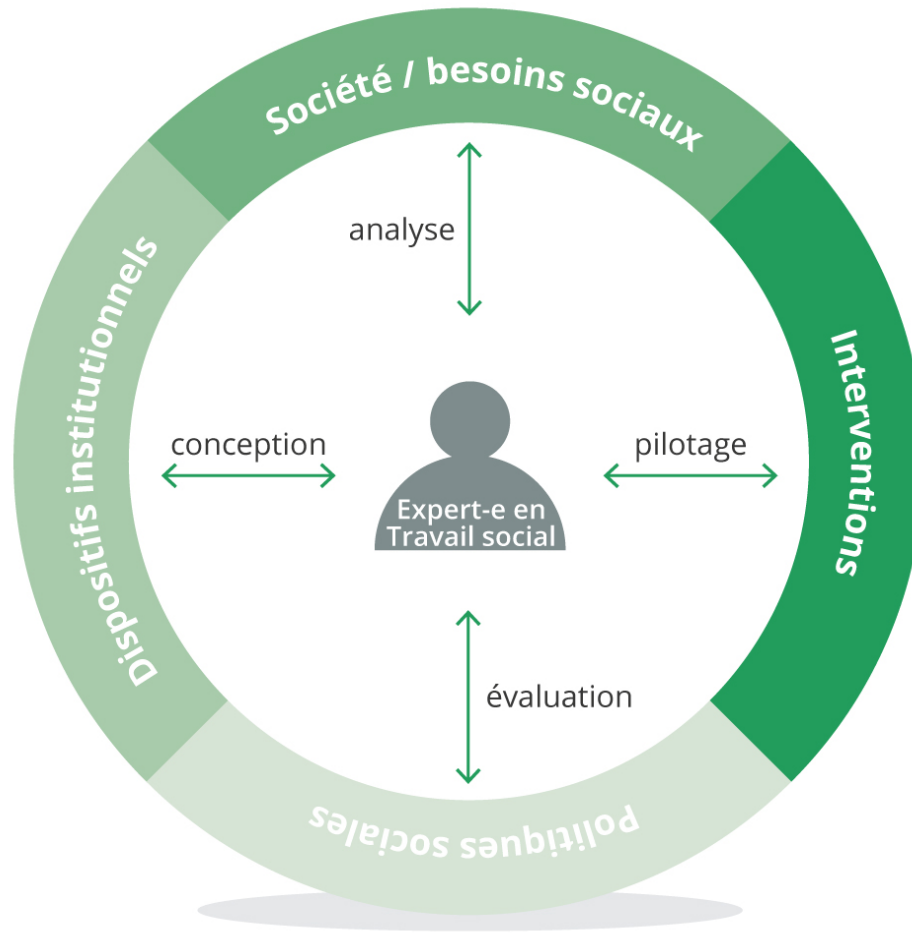 Société / besoins sociaux
analyse
Dispositifs institutionnels
conception
pilotage
Interventions
Expert-e en
Travail social
évaluation
Politiques sociales